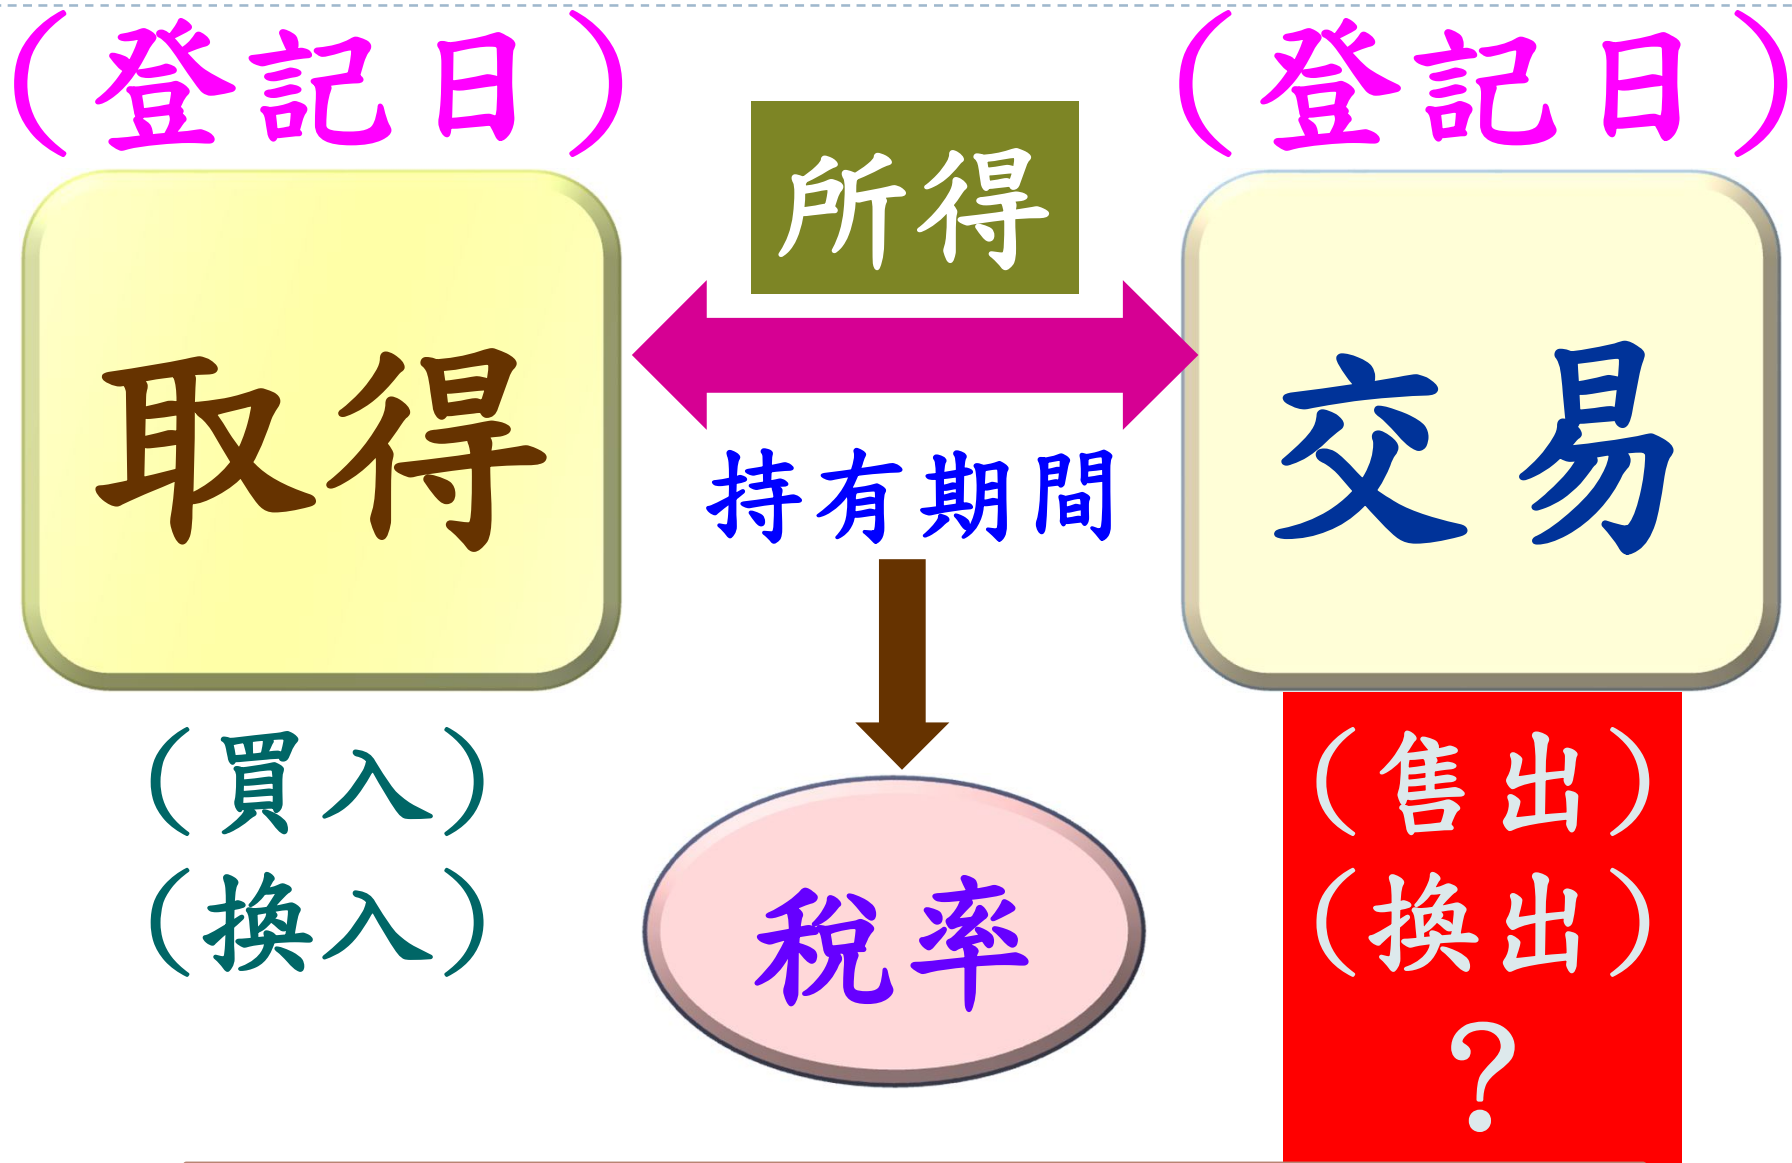 （登記日）
（登記日）
所得
取得
交易
持有期間
（買入）
（售出）
（換入）
（換出）
稅率
？